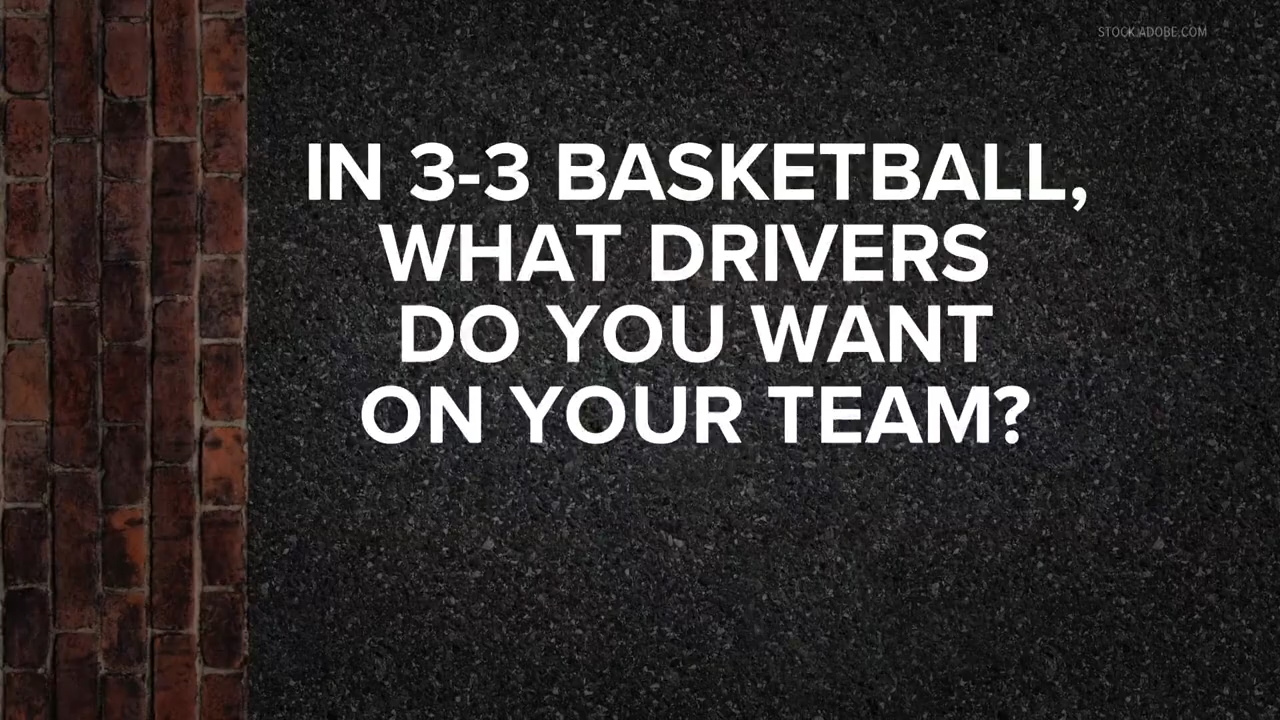 STOCK.ADOBE.COM
IN 3-3 BASKETBALL,
WHAT DRIVERS
DO YOU WANT
ON YOUR TEAM?